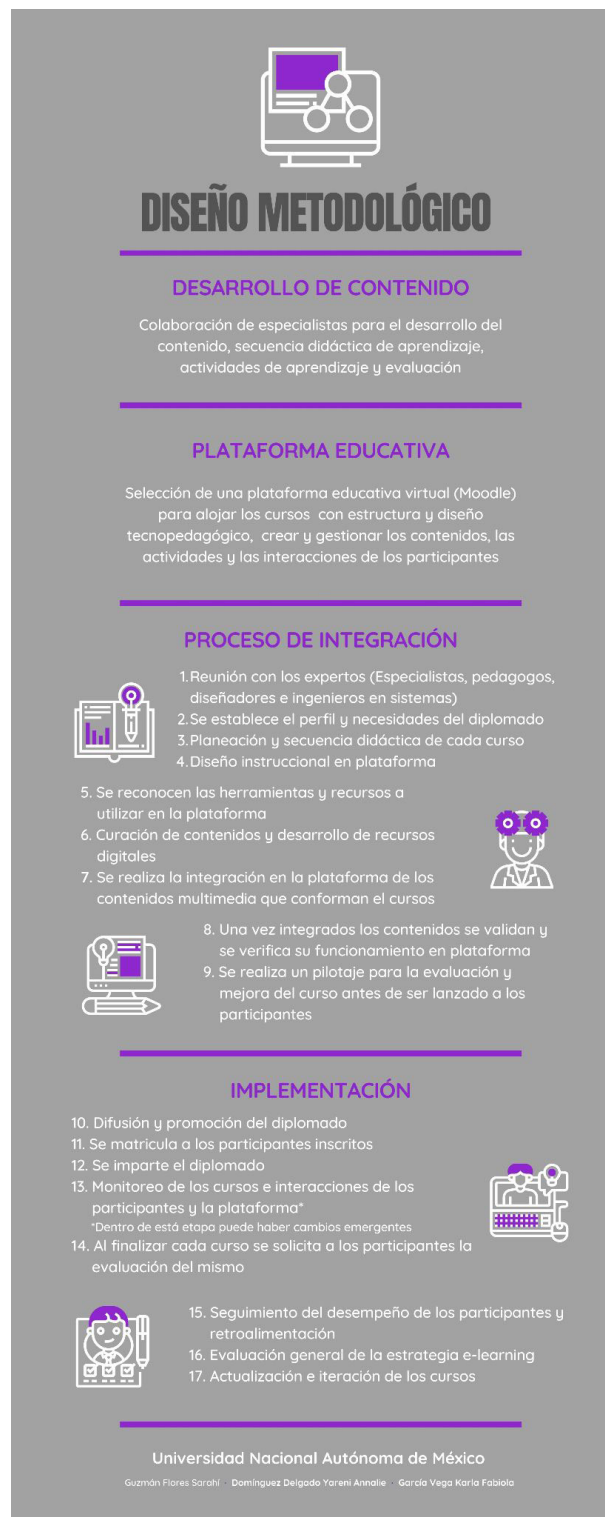 DISEÑO METODOLÓGICO
DESARROLLO DE CONTENIDO
Colaboración de especialistas para el desarrollo del
contenido, secuencia didáctica de aprendizaje,
actividades de aprendizaje y evaluación
PLATAFORMA EDUCATIVA
Selección de una plataforma educativa virtual (Moodle)
para alojar los cursos con estructura y diseño
tecnopedagógico, crear y gestionar los contenidos, las
actividades y las interacciones de los participantes
PROCESO DE INTEGRACIÓN
1.Reunión con los expertos (Especialistas, pedagogos,
diseñadores e ingenieros en sistemas)
2.Se establece el perfil y necesidades del diplomado
3.Planeación y secuencia didáctica de cada curso
4.Diseño instruccional en plataforma
5. Se reconocen las herramientas y recursos a
utilizar en la plataforma
6. Curación de contenidos y desarrollo de recursos
digitales
7. Se realiza la integración en la plataforma de los
contenidos multimedia que conforman el cursos
8. Una vez integrados los contenidos se validan y
se verifica su funcionamiento en plataforma
9. Se realiza un pilotaje para la evaluación y
mejora del curso antes de ser lanzado a los
participantes
IMPLEMENTACIÓN
10. Difusión y promoción del diplomado
11. Se matricula a los participantes inscritos
12. Se imparte el diplomado
13. Monitoreo de los cursos e interacciones de los
participantes y la plataforma*
*Dentro de está etapa puede haber cambios emergentes
14. Al finalizar cada curso se solicita a los participantes la
evaluación del mismo
15. Seguimiento del desempeño de los participantes y
retroalimentación
16. Evaluación general de la estrategia e-learning
17. Actualización e iteración de los cursos
Universidad Nacional Autónoma de México
Guzmán Flores Sarahí - Domínguez Delgado Yareni Annalie - García Vega Karla Fabiola